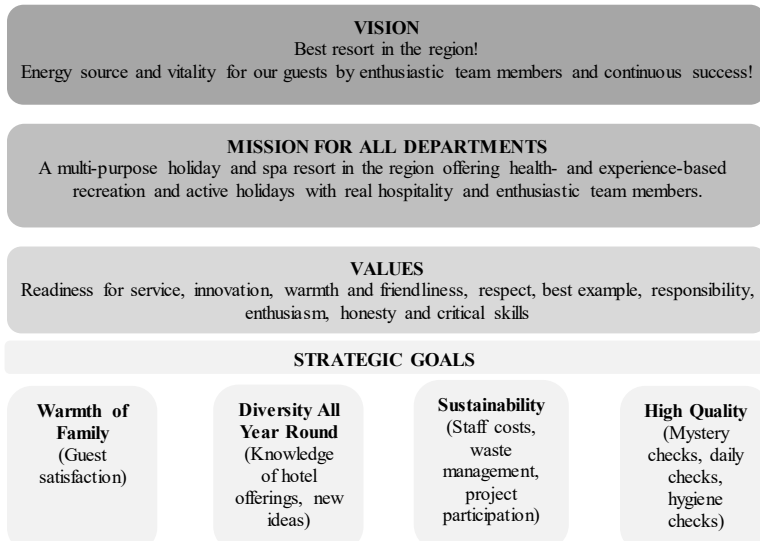 VISION
Best resort in the region!
Energy source and vitality for our guests by enthusiastic team members and continuous success!
MISSION FOR ALL DEPARTMENTS
A multi-purpose holiday and spa resort in the region offering health- and experience-based
recreation and active holidays with real hospitality and enthusiastic team members.
VALUES
Readiness for service, innovation, warmth and friendliness, respect, best example, responsibility,
enthusiasm, honesty and critical skills
STRATEGIC GOALS
Warmth of
Family
(Guest
satisfaction)
Diversity All
Year Round
(Knowledge
of hotel
offerings, new
ideas)
Sustainability
(Staff costs,
waste
management,
project
participation)
High Quality
(Mystery
checks, daily
checks,
hygiene
checks)